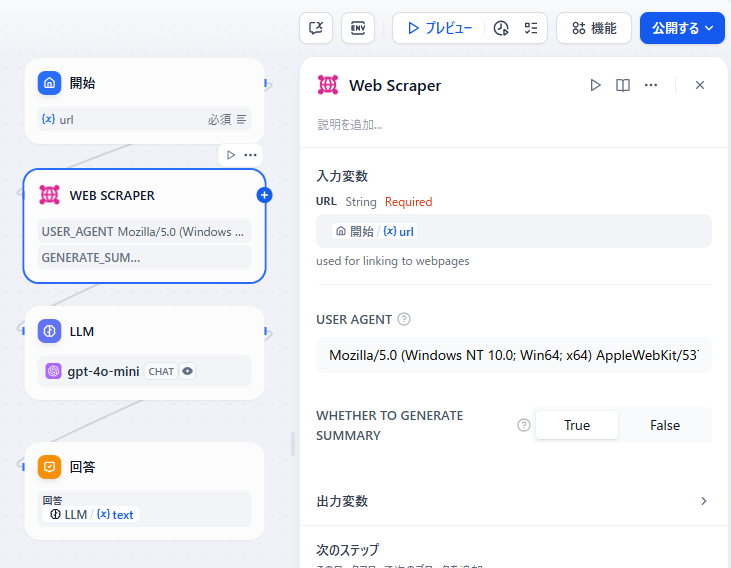 ENV
プレビュー
機能
公開する
開始
{x} url 必須
WEB SCRAPER
USER_AGENT Mozilla/5.0 (Windows ...
GENERATE_SUM...
LLM
gpt-4o-mini CHAT
回答
回答
LLM / {x} text
Web Scraper
説明を追加...
入力変数
URL String Required
開始 / {x} url
used for linking to webpages
USER AGENT
Mozilla/5.0 (Windows NT 10.0; Win64; x64) AppleWebKit/537
WHETHER TO GENERATE
SUMMARY
True False
出力変数
次のステップ